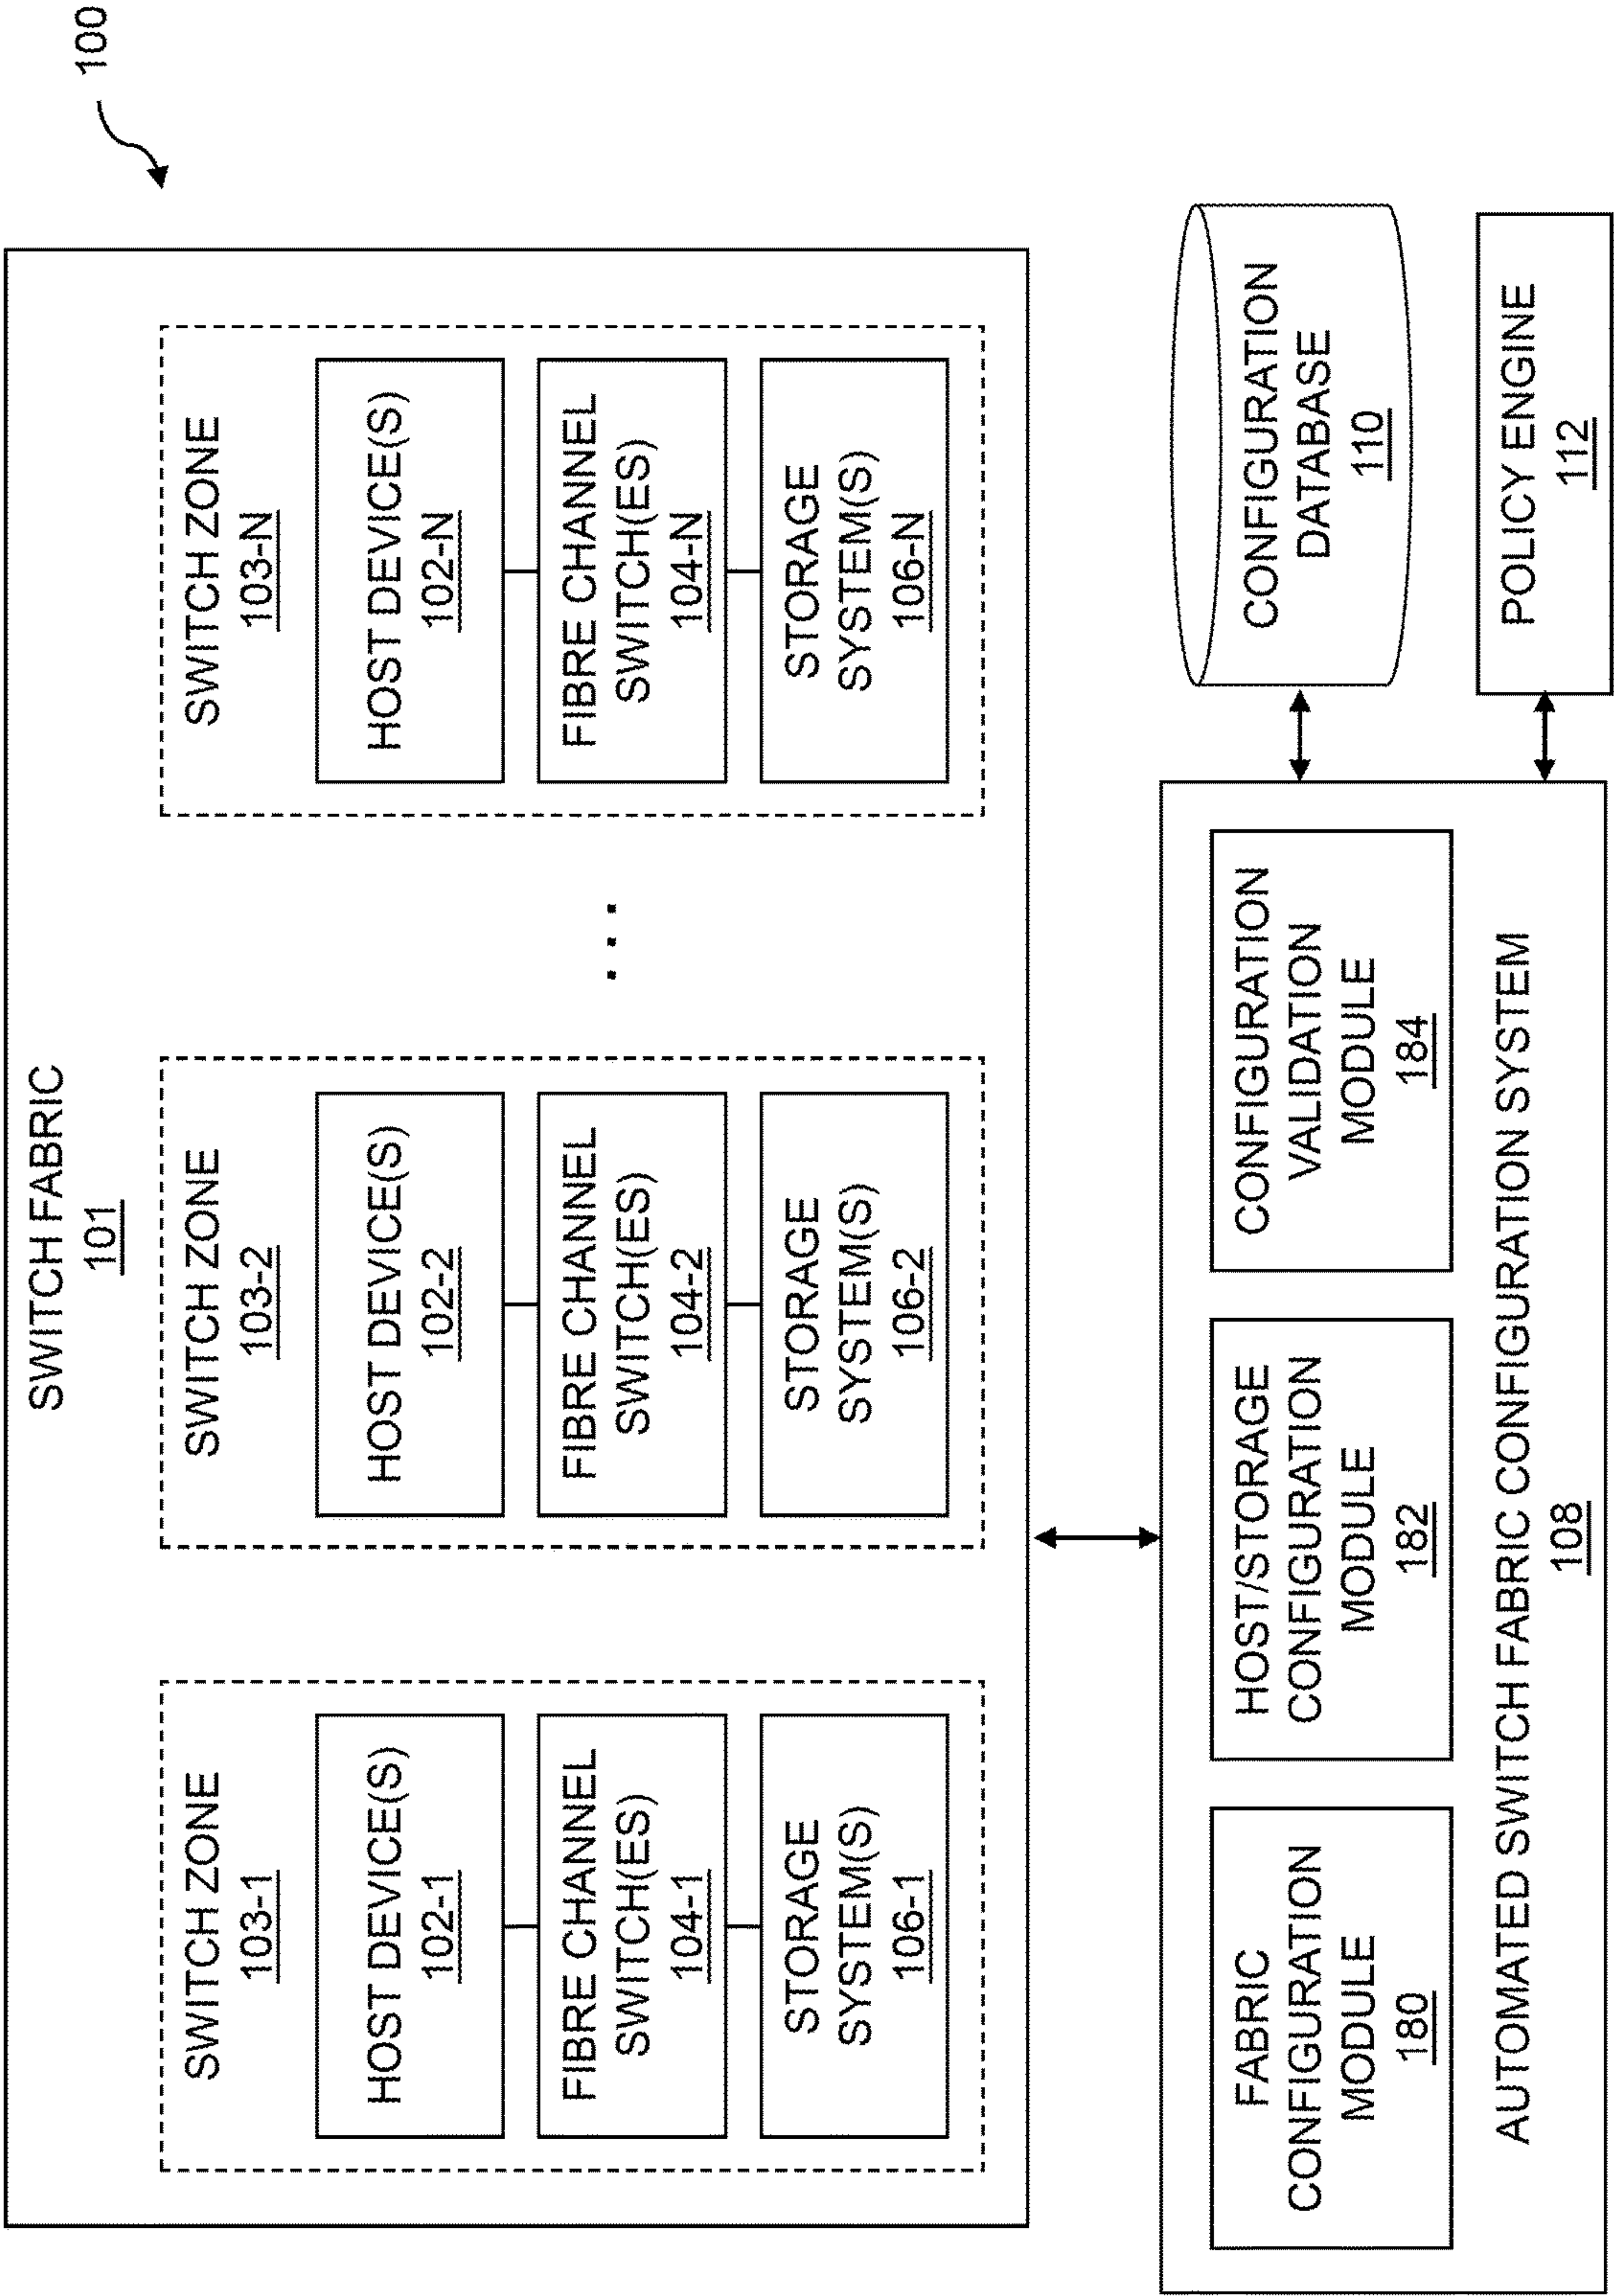 100
SWITCH FABRIC
101
SWITCH ZONE
103-1
HOST DEVICE(S)
102-1
FIBRE CHANNEL
SWITCH(ES)
104-1
STORAGE
SYSTEM(S)
106-1
SWITCH ZONE
103-2
HOST DEVICE(S)
102-2
FIBRE CHANNEL
SWITCH(ES)
104-2
STORAGE
SYSTEM(S)
106-2
. . .
SWITCH ZONE
103-N
HOST DEVICE(S)
102-N
FIBRE CHANNEL
SWITCH(ES)
104-N
STORAGE
SYSTEM(S)
106-N
FABRIC
CONFIGURATION
MODULE
180
HOST/STORAGE
CONFIGURATION
MODULE
182
CONFIGURATION
VALIDATION
MODULE
184
AUTOMATED SWITCH FABRIC CONFIGURATION SYSTEM
108
CONFIGURATION
DATABASE
110
POLICY ENGINE
112